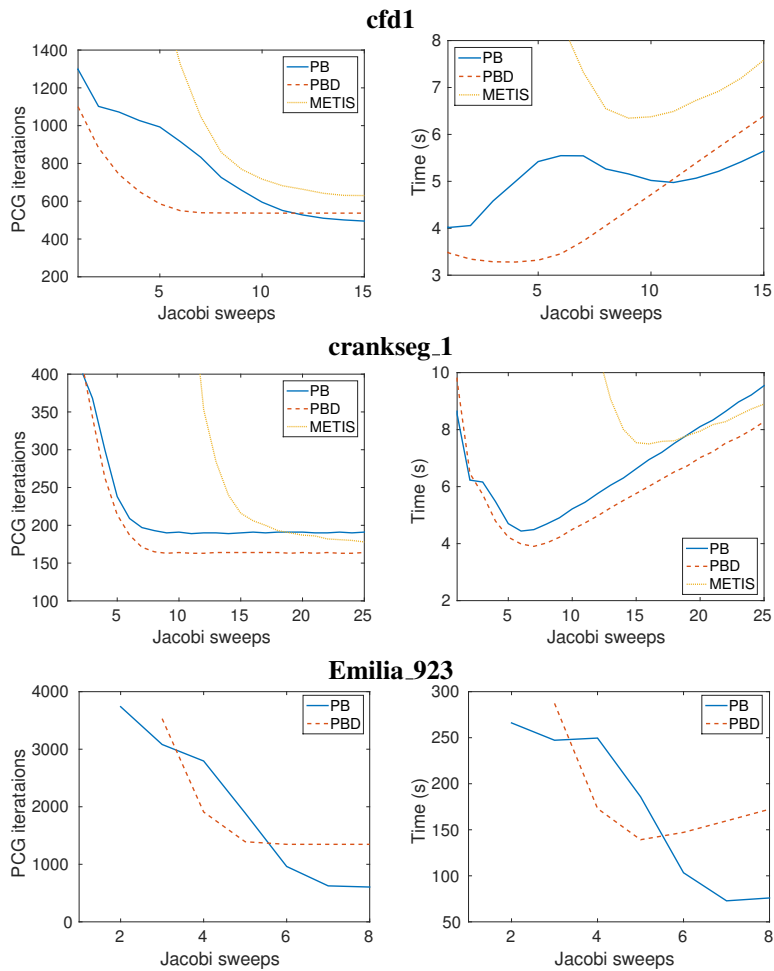 cfd1
1400
1200
1000
800
600
400
200
5
10
15
PCG iterataions
Jacobi sweeps
PB
PBD
METIS
8
7
6
5
4
3
5
10
15
Time (s)
Jacobi sweeps
PB
PBD
METIS
crankseg_1
400
350
300
250
200
150
100
5
10
15
20
25
PCG iterataions
Jacobi sweeps
PB
PBD
METIS
10
8
6
4
2
5
10
15
20
25
Time (s)
Jacobi sweeps
PB
PBD
METIS
Emilia_923
4000
3000
2000
1000
0
2
4
6
8
PCG iterataions
Jacobi sweeps
PB
PBD
300
250
200
150
100
50
2
4
6
8
Time (s)
Jacobi sweeps
PB
PBD